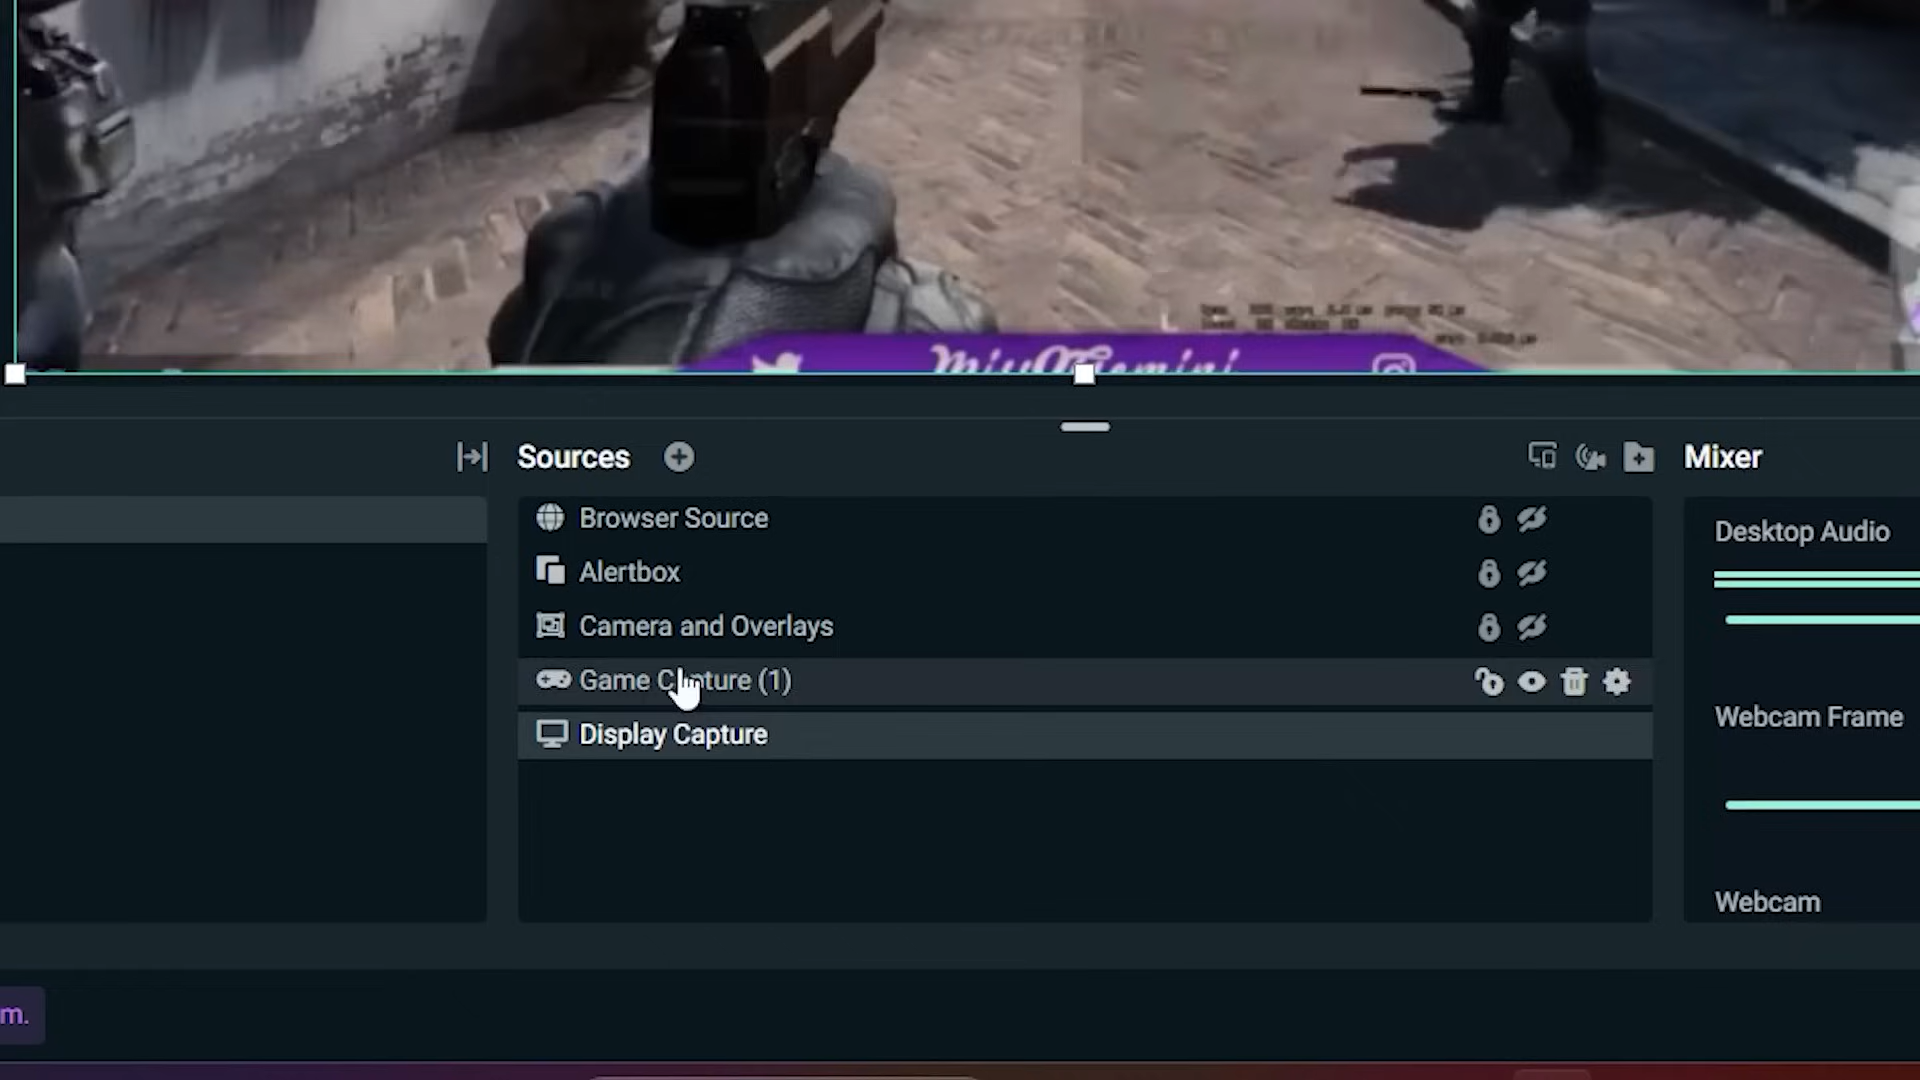 Sources
Mixer
Browser Source
Desktop Audio
Alertbox
Camera and Overlays
Game Capture (1)
Webcam Frame
Display Capture
Webcam
m.